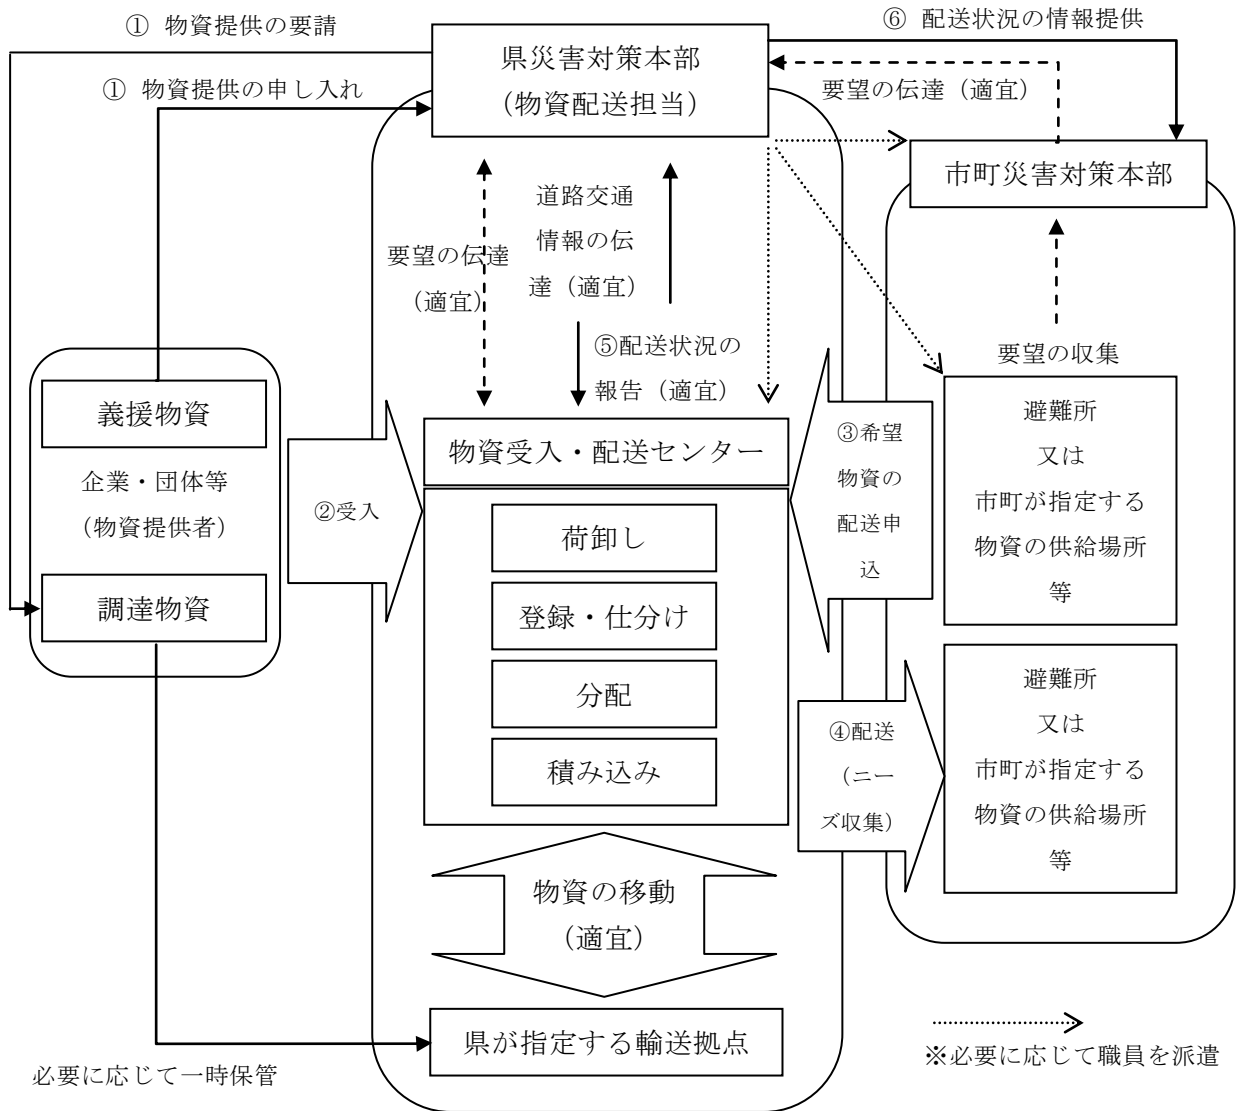 ① 物資提供の要請
⑥ 配送状況の情報提供
県災害対策本部
（物資配送担当）
① 物資提供の申し入れ
要望の伝達（適宜）
市町災害対策本部
道路交通
情報の伝
達（適宜）
要望の伝達
（適宜）
⑤配送状況の
報告（適宜）
要望の収集
義援物資
企業・団体等
（物資提供者）
調達物資
②受入
物資受入・配送センター
荷卸し
登録・仕分け
分配
積み込み
③希望
物資の
配送申
込
避難所
又は
市町が指定する
物資の供給場所
等
④配送
（ニー
ズ収集）
避難所
又は
市町が指定する
物資の供給場所
等
物資の移動
（適宜）
県が指定する輸送拠点
必要に応じて一時保管
※必要に応じて職員を派遣